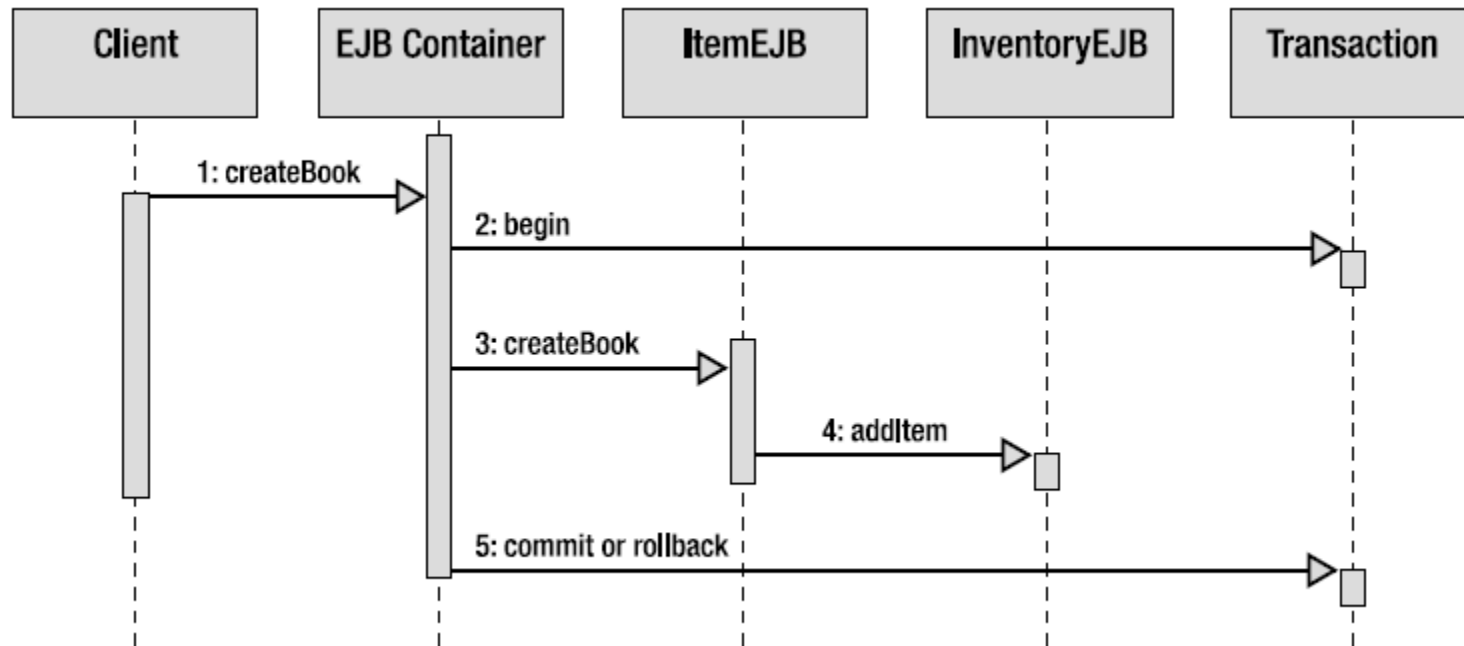 Client
EJB Container
ItemEJB
InventoryEJB
Transaction
1: createBook
2: begin
3: createBook
4: addItem
5: commit or rollback